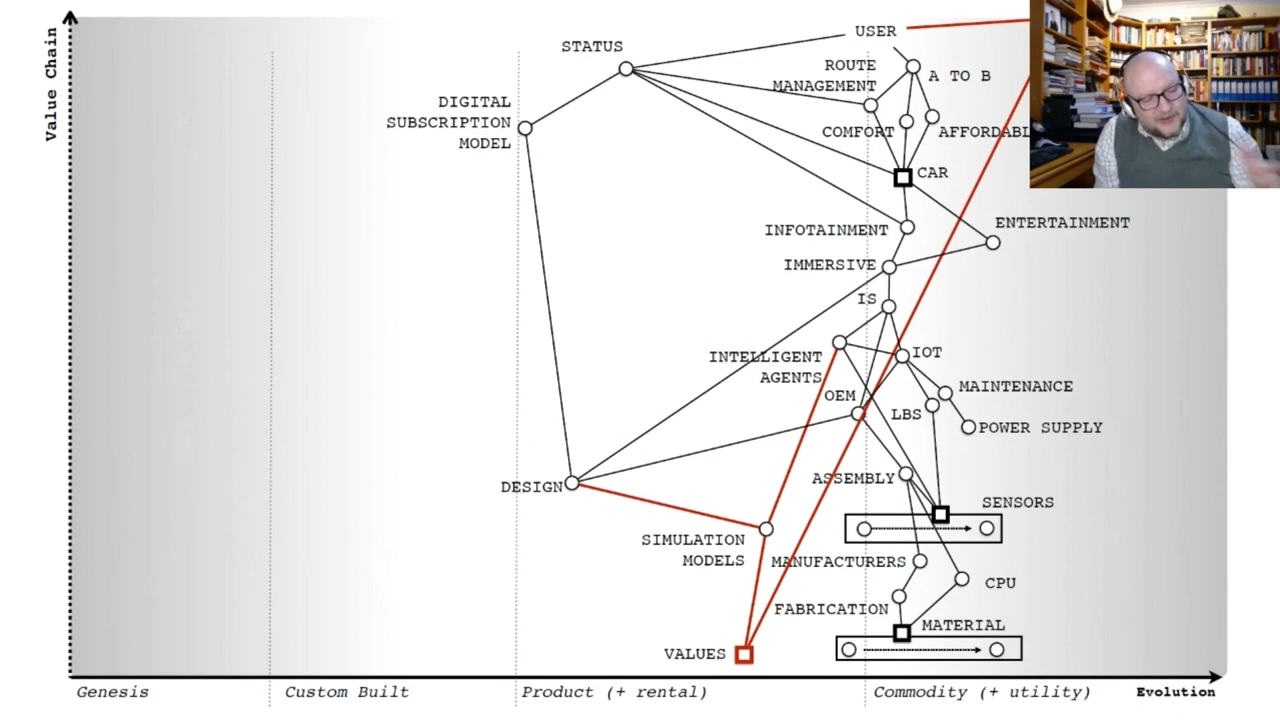 Value Chain
USER
STATUS
ROUTE
MANAGEMENT
A TO B
DIGITAL
SUBSCRIPTION
MODEL
COMFORT
AFFORDABL
CAR
ENTERTAINMENT
INFOTAINMENT
IMMERSIVE
IS
INTELLIGENT
AGENTS
IOT
MAINTENANCE
OEM
LBS
POWER SUPPLY
ASSEMBLY
DESIGN
SENSORS
SIMULATION
MODELS
MANUFACTURERS
CPU
FABRICATION
MATERIAL
VALUES
Genesis
Custom Built
Product (+ rental)
Commodity (+ utility)
Evolution